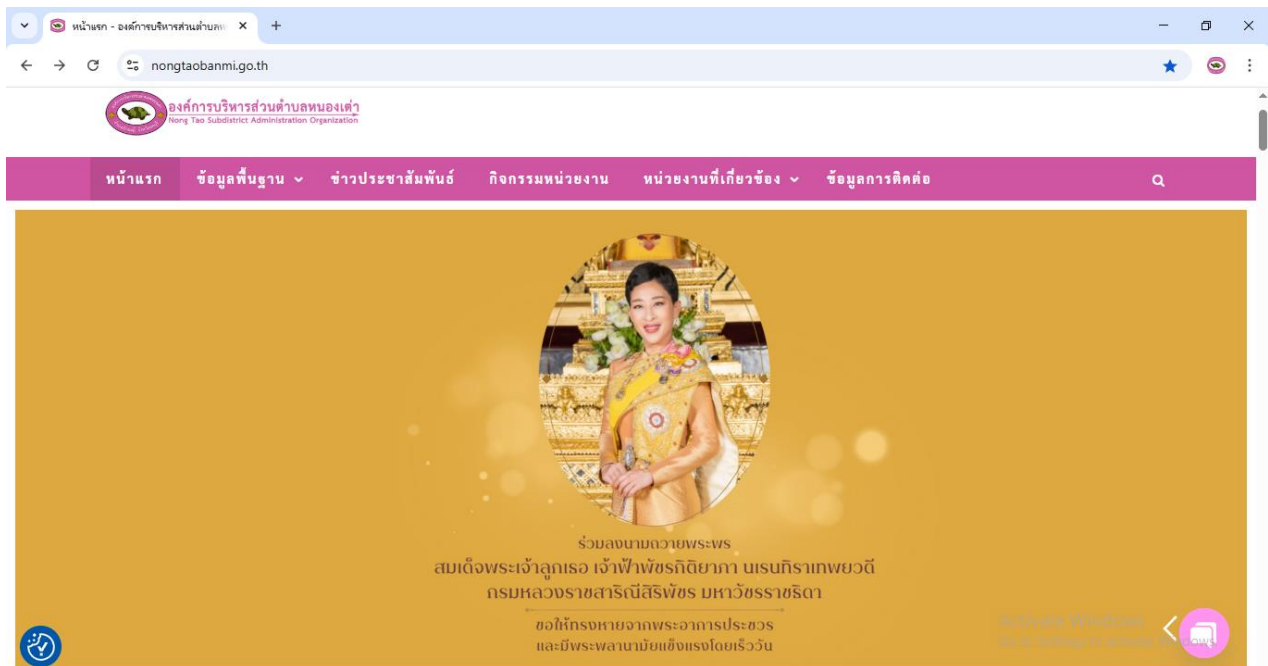 หน้าแรก - องค์การบริหารส่วนตำบลห
nongtaobanmi.go.th
องค์การบริหารส่วนตำบลหนองเต่า
Nong Tao Subdistrict Administration Organization
หน้าแรก ข้อมูลพื้นฐาน ข่าวประชาสัมพันธ์ กิจกรรมหน่วยงาน หน่วยงานที่เกี่ยวข้อง ข้อมูลการติดต่อ
ร่วมลงนามถวายพระพร
สมเด็จพระเจ้าลูกเธอ เจ้าฟ้าพัชรกิติยาภา นเรนทิราเทพยวดี
กรมหลวงราชสาริณีสิริพัชร มหาวัชรราชธิดา
ขอให้ทรงหายจากพระอาการประชวร
และมีพระพลานามัยแข็งแรงโดยเร็ววัน
Activate Windows